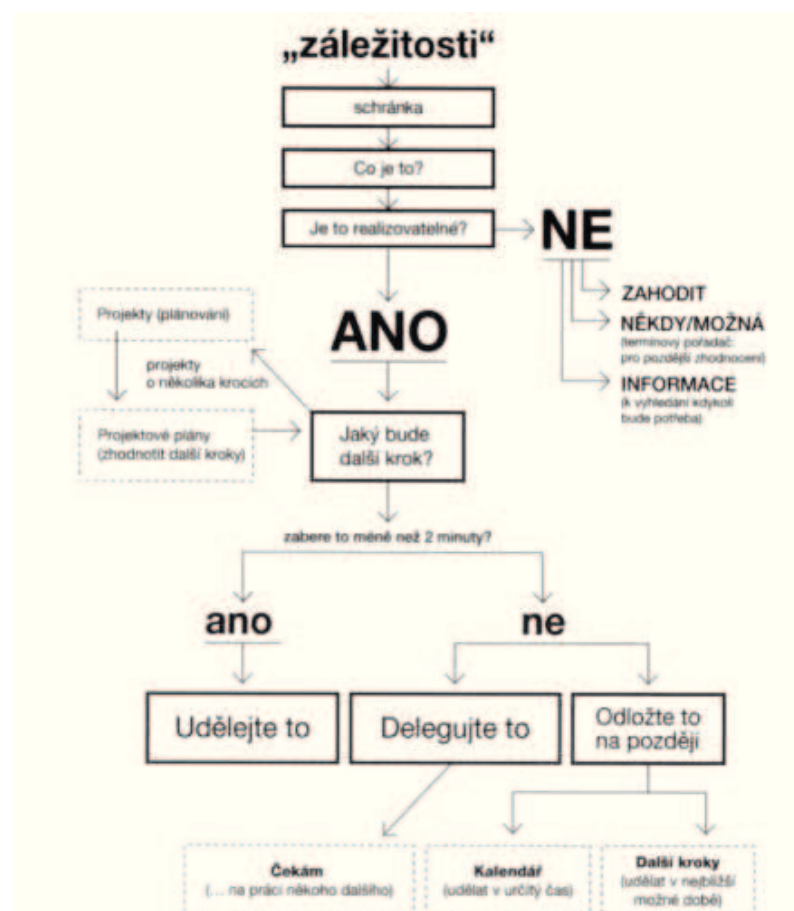 „záležitosti“
schránka
Co je to?
Je to realizovatelné?
NE
ZAHODIT
NĚKDY/MOŽNÁ
(termínový pořadač:
pro pozdější zhodnocení)
INFORMACE
(k vyhledání kdykoli
bude potřeba)
ANO
Projekty (plánování)
projekty
o několika krocích
Projektové plány
(zhodnotit další kroky)
Jaký bude
další krok?
zabere to méně než 2 minuty?
ano
ne
Udělejte to
Delegujte to
Odložte to
na později
Čekám
(... na práci někoho dalšího)
Kalendář
(udělat v určitý čas)
Další kroky
(udělat v nejbližší
možné době)